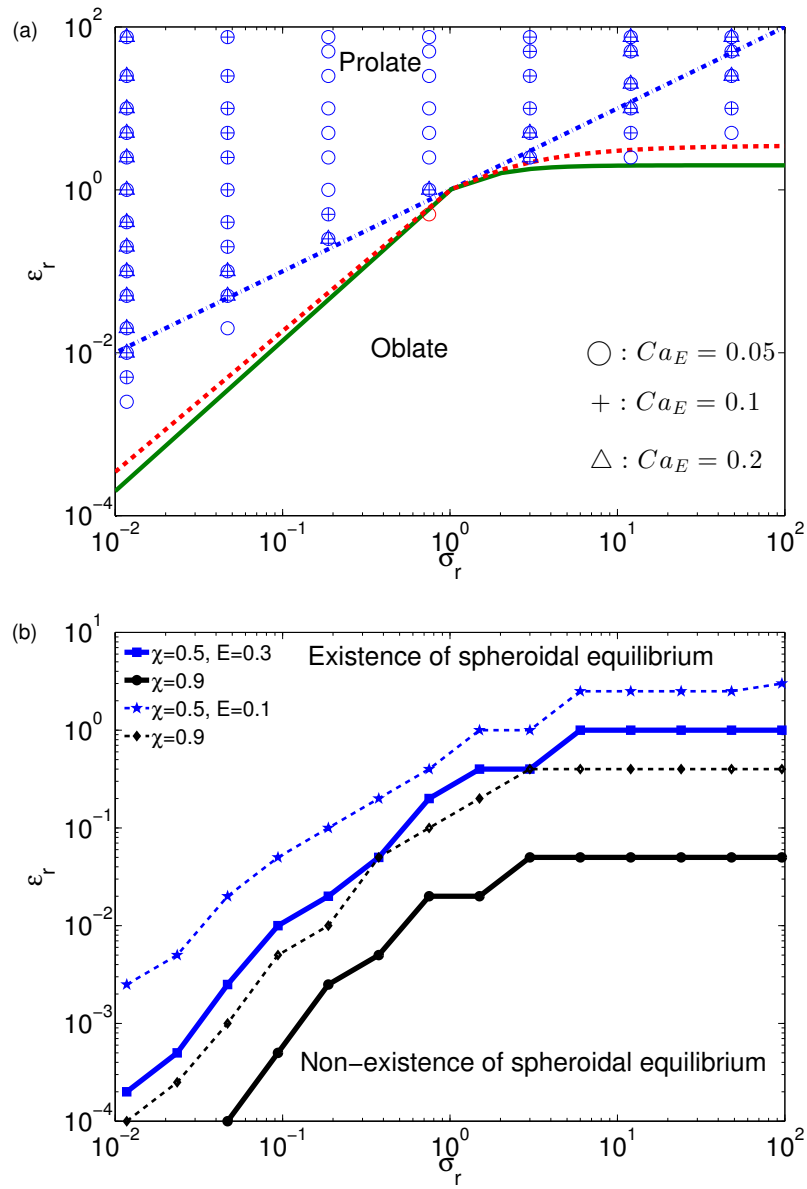 (a)
10^2
10^0
10^-2
10^-4
ε_r
Prolate
Oblate
○ : Ca_E = 0.05
+ : Ca_E = 0.1
△ : Ca_E = 0.2
10^-2 10^-1 10^0 10^1 10^2
σ_r
(b)
10^1
10^0
10^-1
10^-2
10^-3
10^-4
ε_r
χ=0.5, E=0.3
χ=0.9
χ=0.5, E=0.1
χ=0.9
Existence of spheroidal equilibrium
Non−existence of spheroidal equilibrium
10^-2 10^-1 10^0 10^1 10^2
σ_r